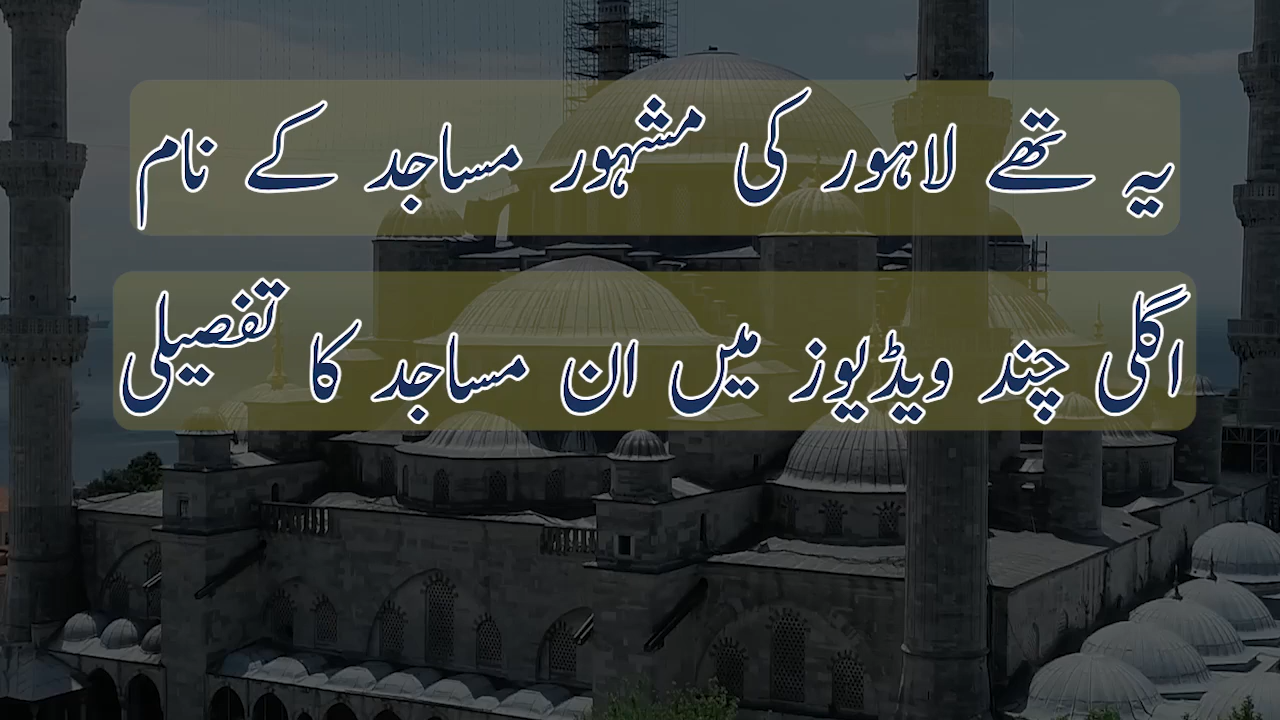 یہ تھے لاہور کی مشہور مساجد کے نام
اگلی چند ویڈیوز میں ان مساجد کا تفصیلی